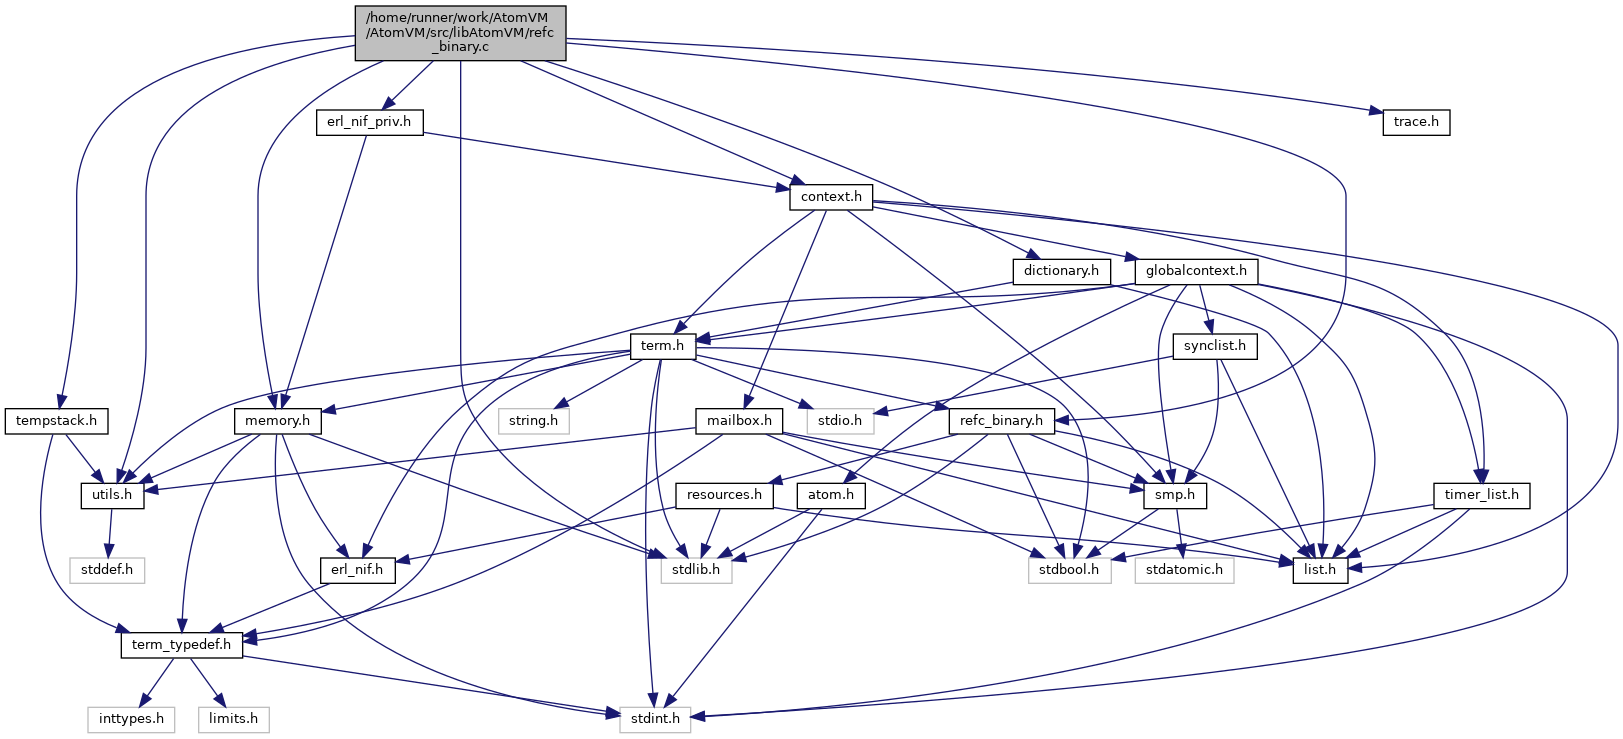 /home/runner/work/AtomVM
/AtomVM/src/libAtomVM/refc
_binary.c
erl_nif_priv.h
trace.h
context.h
dictionary.h
globalcontext.h
term.h
synclist.h
tempstack.h
memory.h
string.h
mailbox.h
stdio.h
refc_binary.h
utils.h
resources.h
atom.h
smp.h
timer_list.h
stddef.h
erl_nif.h
stdlib.h
stdbool.h
stdatomic.h
list.h
term_typedef.h
inttypes.h
limits.h
stdint.h